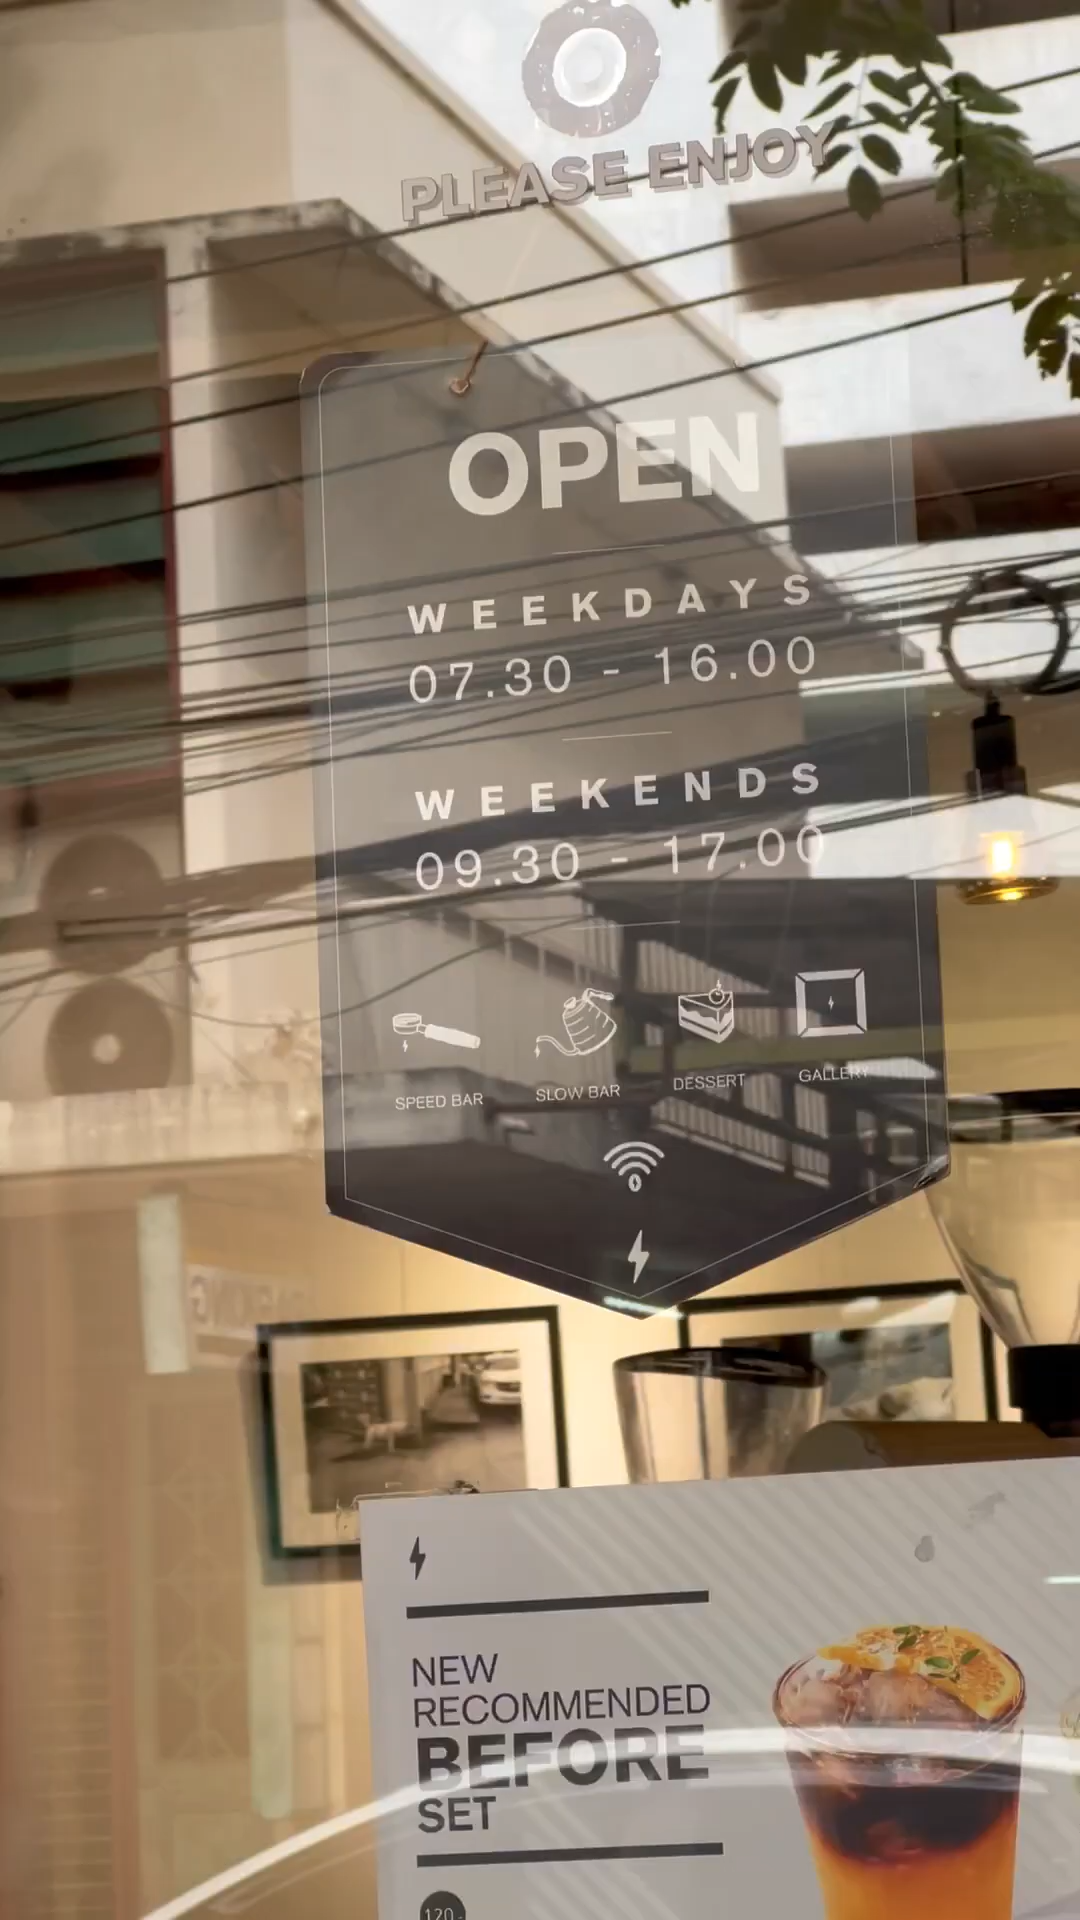 PLEASE ENJOY
OPEN
WEEKDAYS
07.30 - 16.00
WEEKENDS
09.30 - 17.00
SPEED BAR
SLOW BAR
DESSERT
GALLERY
NEW
RECOMMENDED
BEFORE
SET
120.-